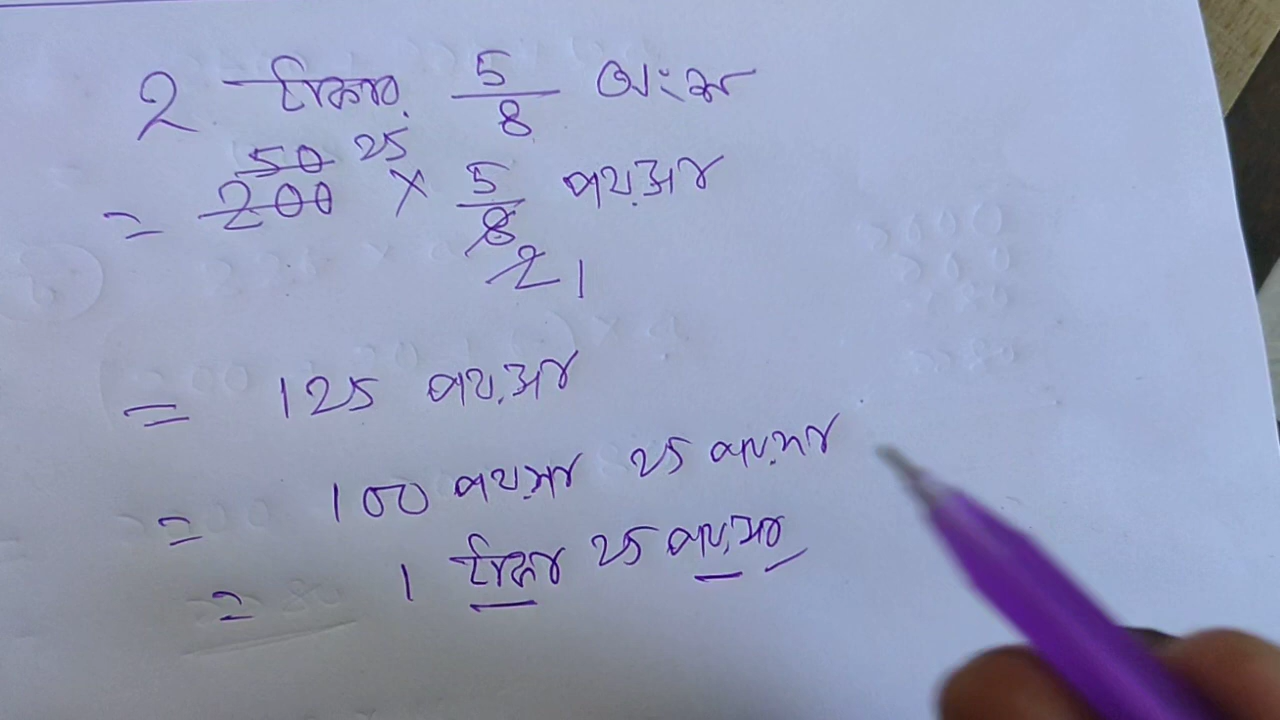 2 টাকার 5/8 অংশ
50 25
= 200 × 5/8 পয়সা
2 1
= 125 পয়সা
= 100 পয়সা 25 পয়সা
= 1 টাকা 25 পয়সা